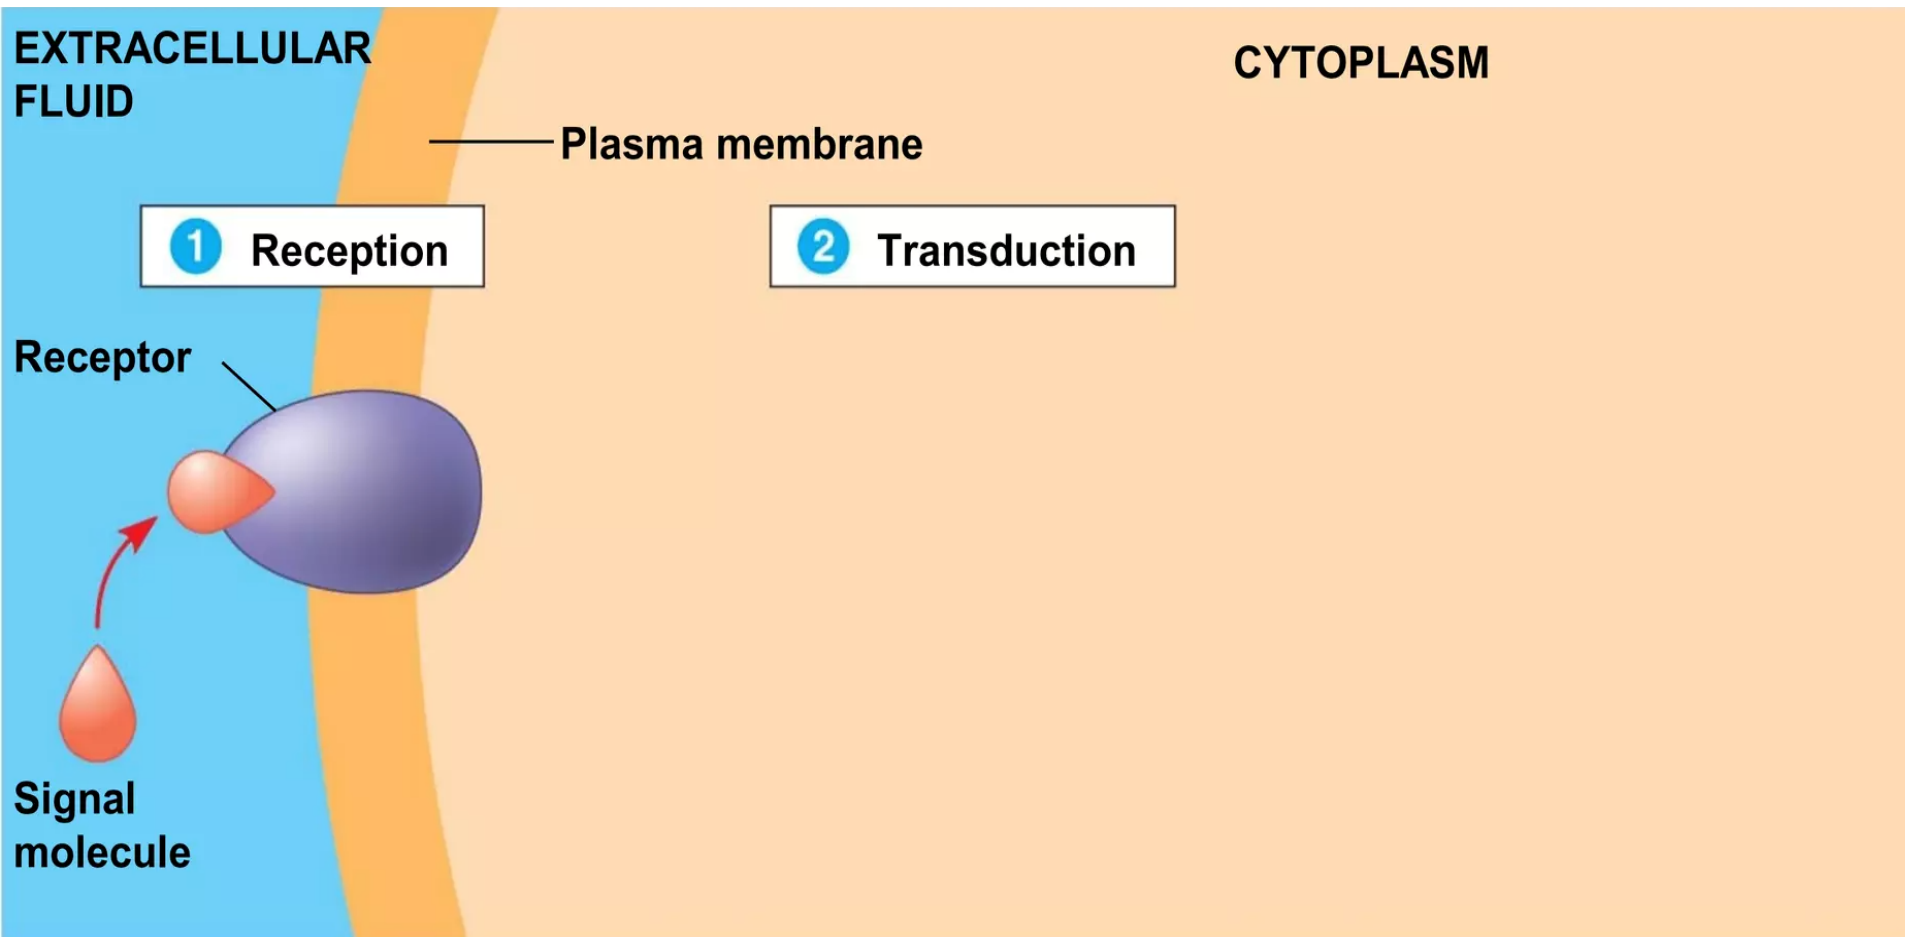 EXTRACELLULAR
FLUID
CYTOPLASM
Plasma membrane
1 Reception
2 Transduction
Receptor
Signal
molecule